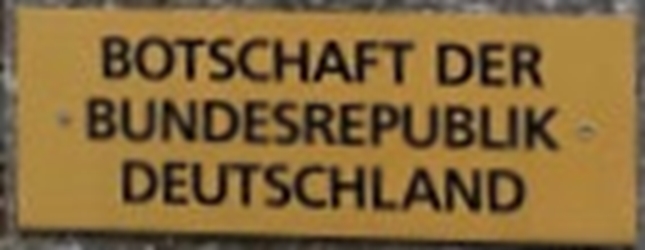 BOTSCHAFT DER
BUNDESREPUBLIK
DEUTSCHLAND